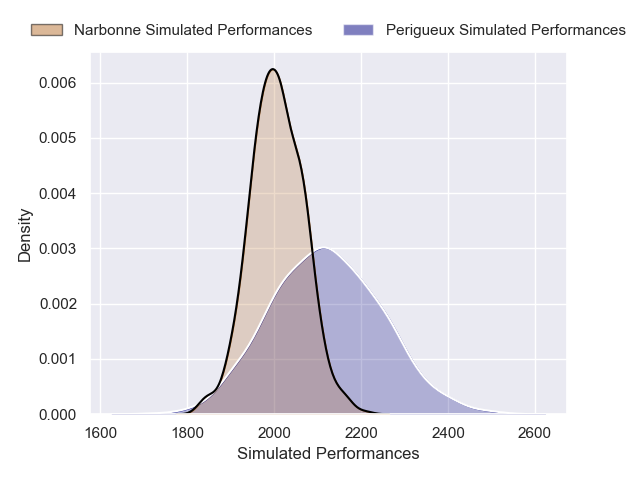 Narbonne Simulated Performances Perigueux Simulated Performances
0.006
0.005
0.004
0.003
0.002
0.001
0.000
Density
1600 1800 2000 2200 2400 2600
Simulated Performances